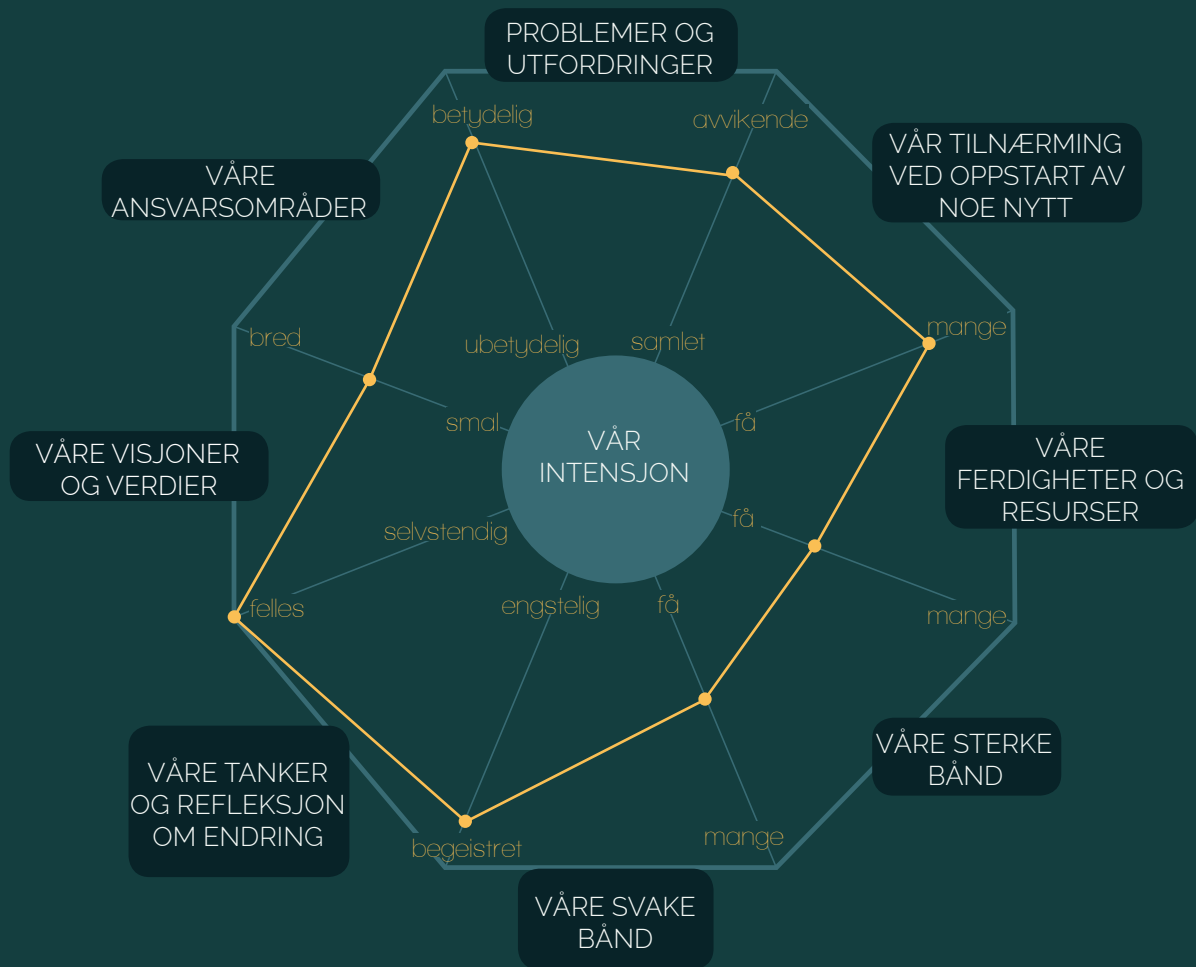 PROBLEMER OG
UTFORDRINGER
betydelig
avvikende
VÅR TILNÆRMING
VED OPPSTART AV
NOE NYTT
VÅRE
ANSVARSOMRÅDER
bred
ubetydelig
samlet
mange
smal
få
VÅR
INTENSJON
VÅRE VISJONER
OG VERDIER
VÅRE
FERDIGHETER OG
RESURSER
selvstendig
få
felles
engstelig
få
mange
VÅRE STERKE
BÅND
VÅRE TANKER
OG REFLEKSJON
OM ENDRING
begeistret
mange
VÅRE SVAKE
BÅND